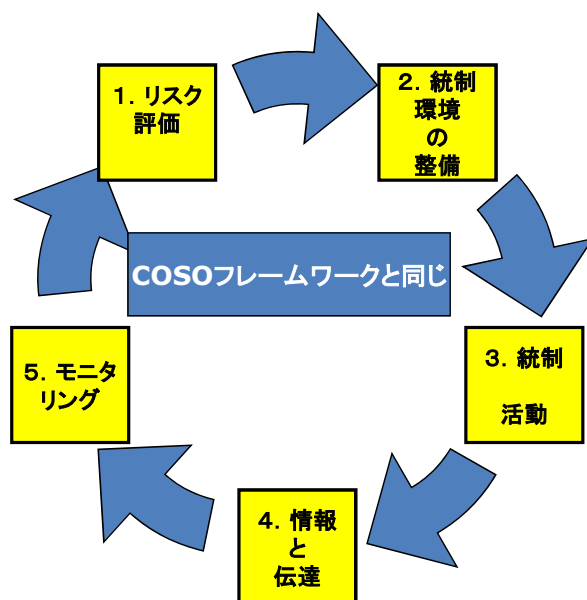 1．リスク
評価
2．統制
環境
の
整備
COSOフレームワークと同じ
3．統制
活動
4．情報
と
伝達
5．モニタ
リング